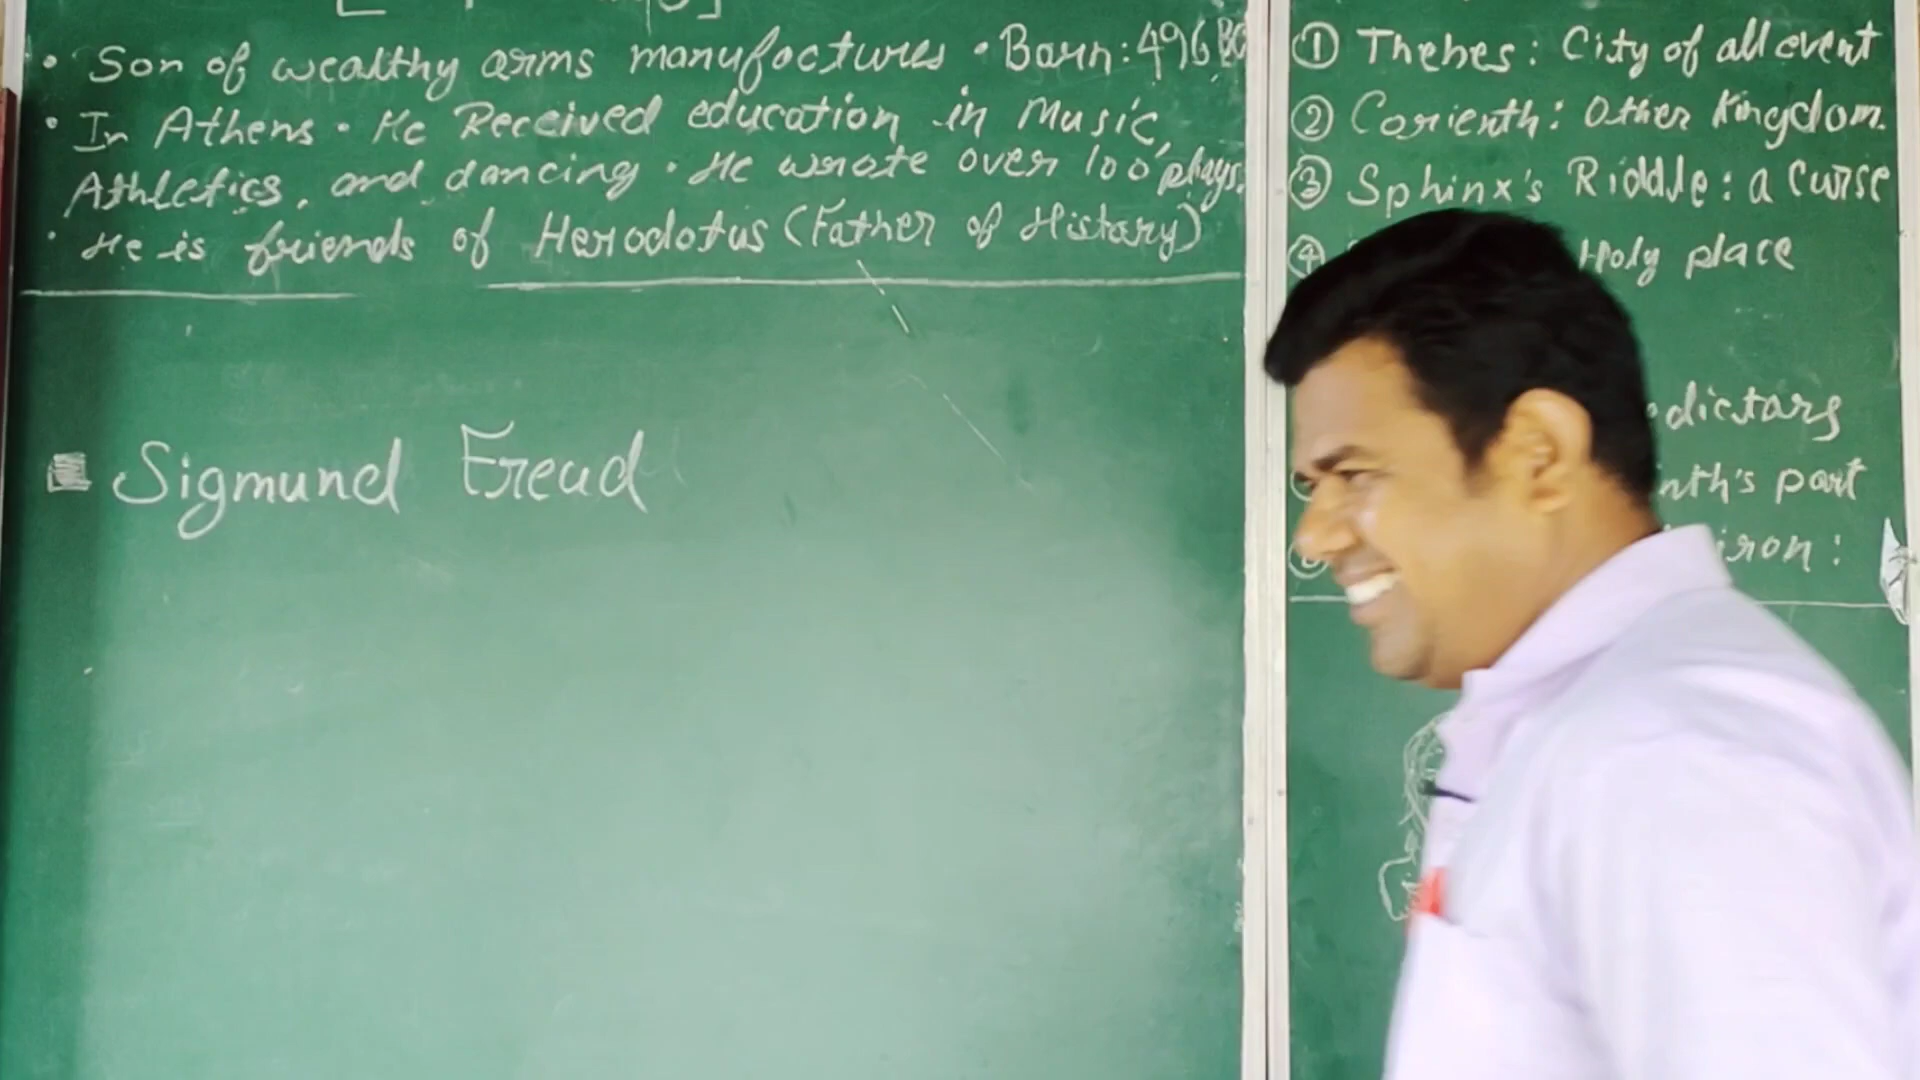 • Son of wealthy arms manufactures • Born: 496 BC
• In Athens. He Received education in Music,
Athletics, and dancing. He wrote over 100 plays.
• He is friends of Herodotus (Father of History)
Sigmund Freud
① Thebes: City of all event
② Corienth: Other Kingdom.
③ Sphinx's Riddle: a curse
④ Holy place
nth's part
iron: